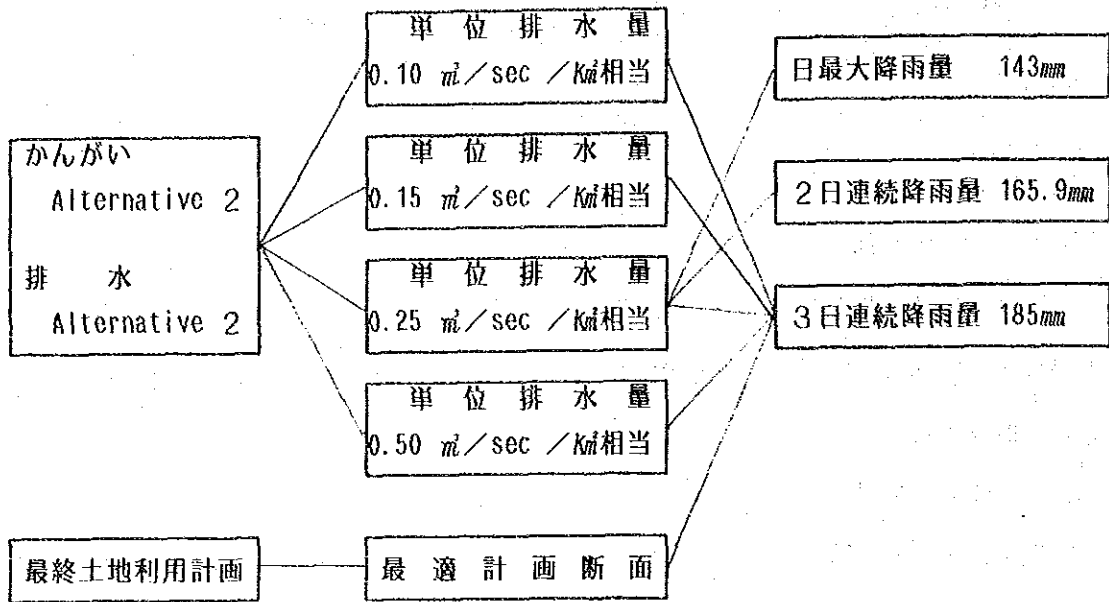 単位排水量
0.10 ㎥/sec /K㎡相当
日最大降雨量 143㎜
かんがい
Alternative 2
排水
Alternative 2
単位排水量
0.15 ㎥/sec /K㎡相当
2日連続降雨量 165.9㎜
単位排水量
0.25 ㎥/sec /K㎡相当
3日連続降雨量 185㎜
単位排水量
0.50 ㎥/sec /K㎡相当
最終土地利用計画
最適計画断面